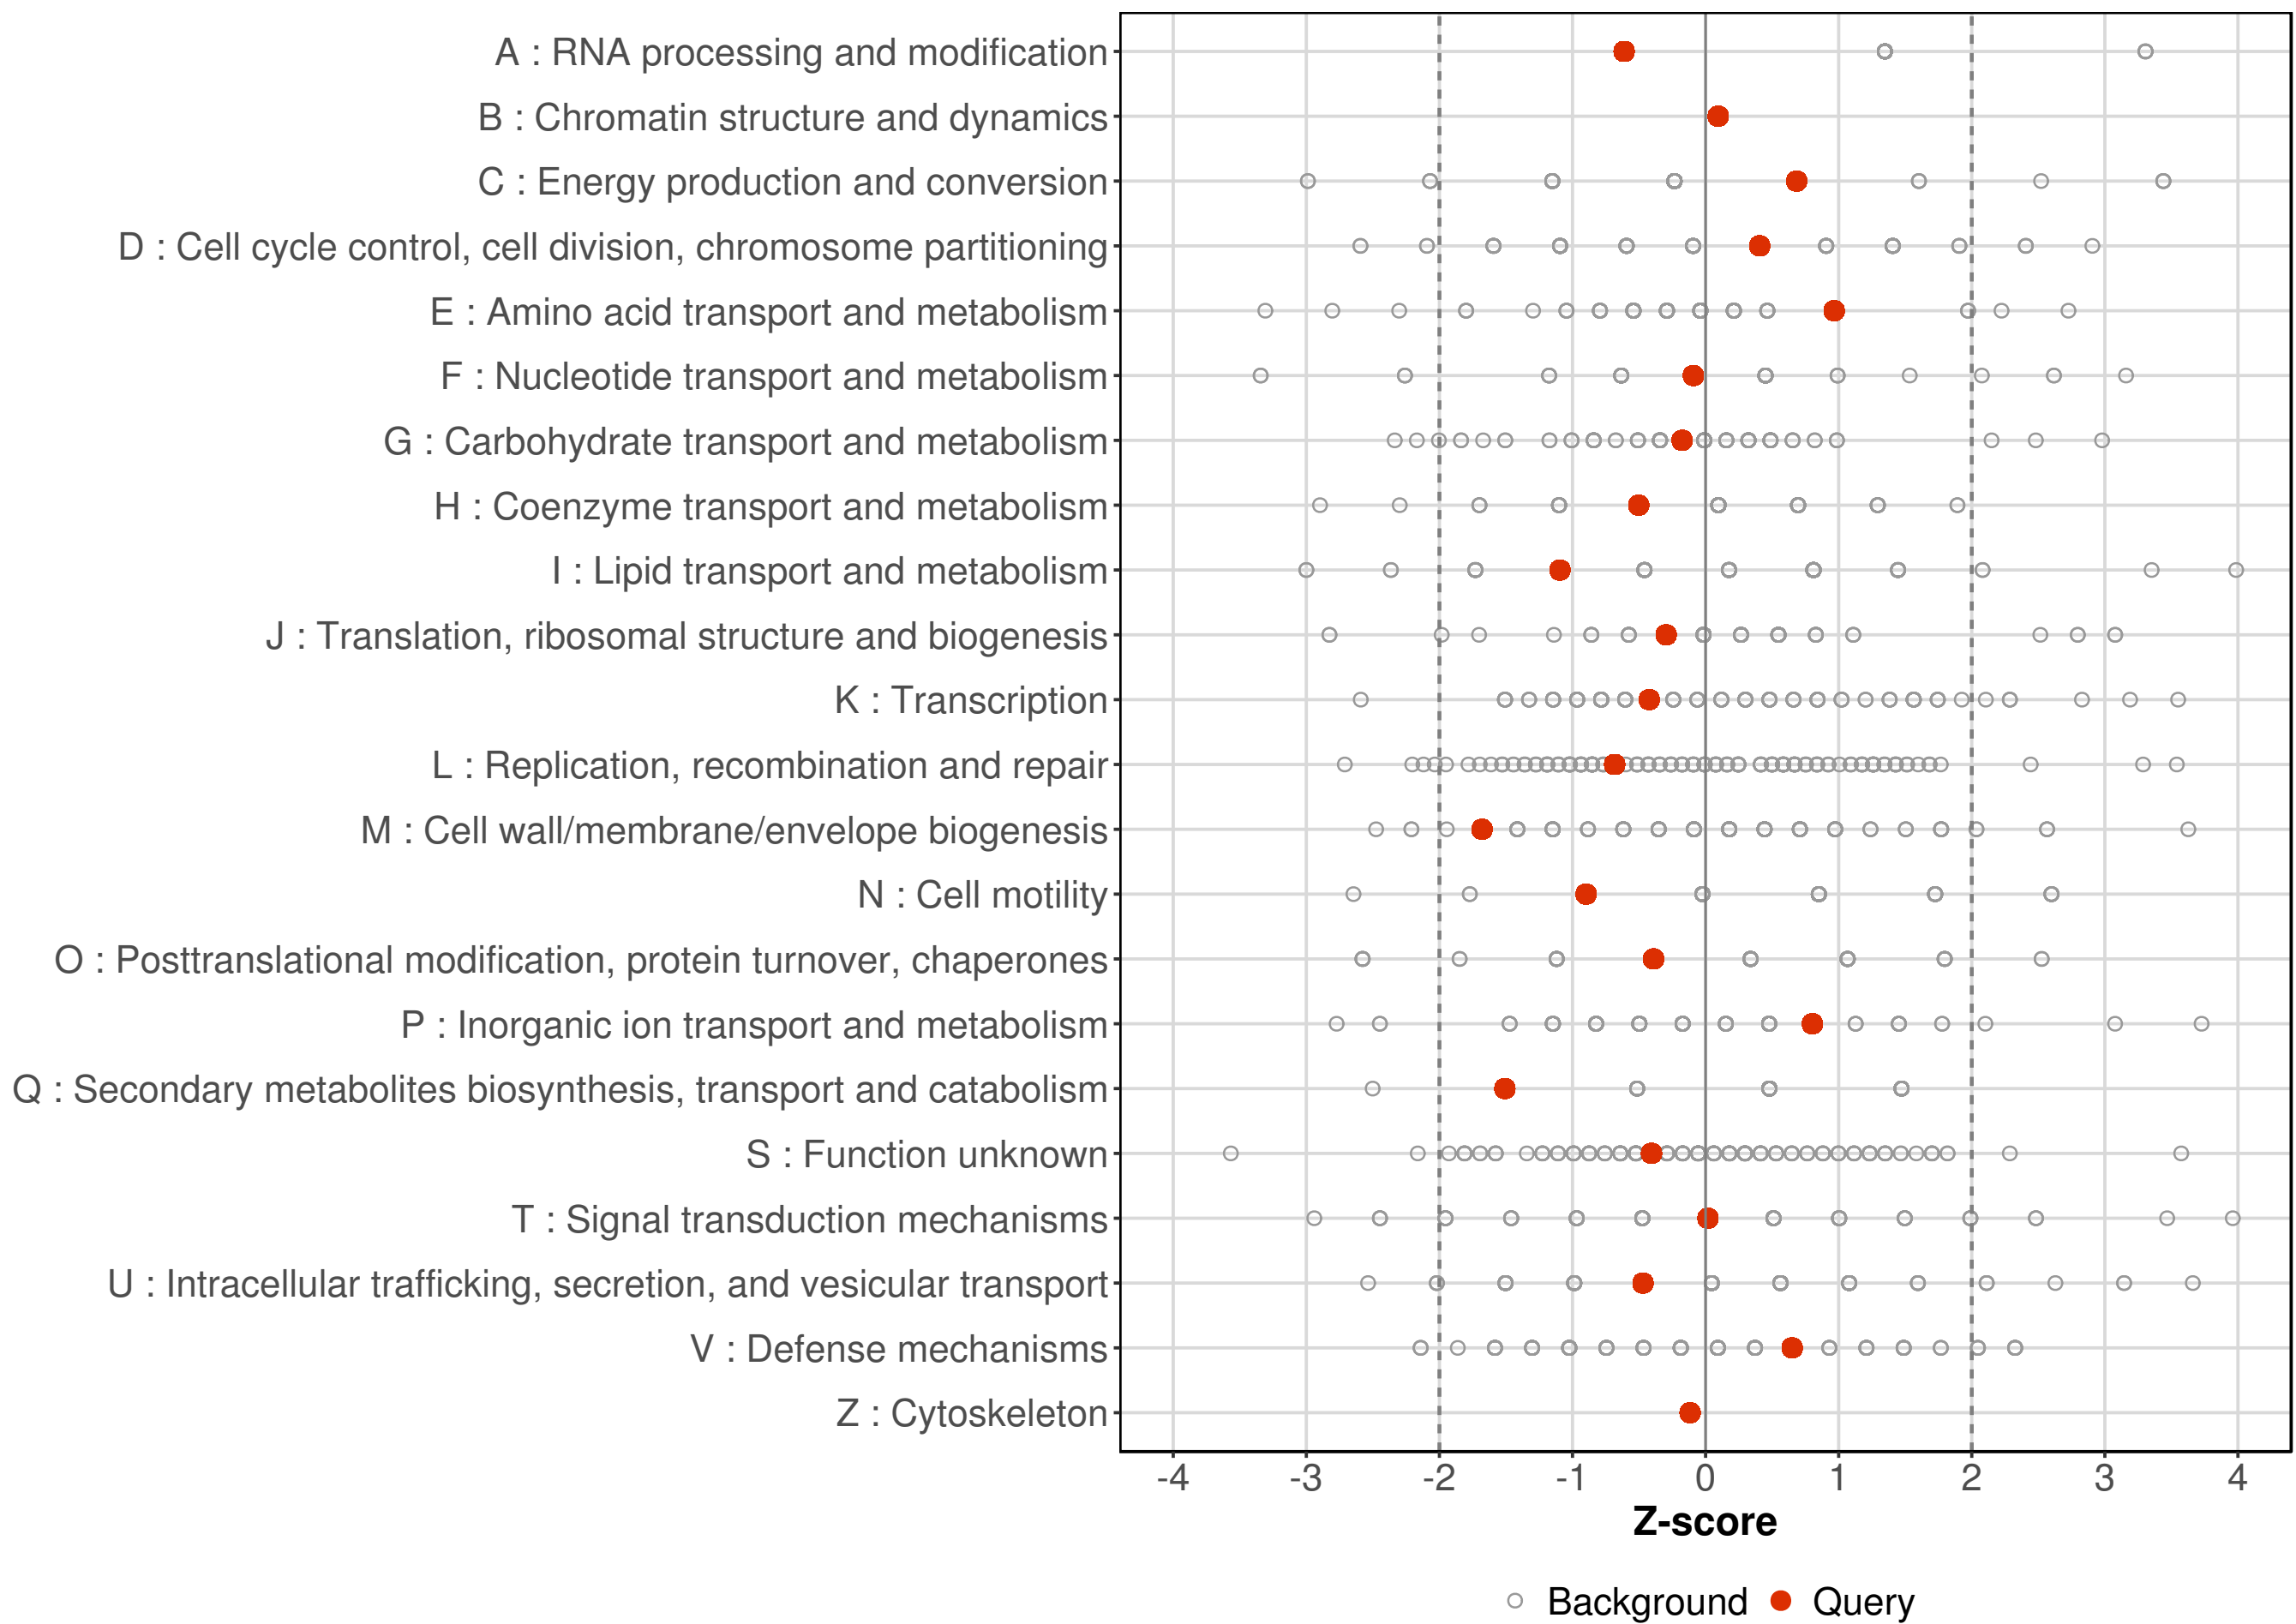 A : RNA processing and modification
B : Chromatin structure and dynamics
C : Energy production and conversion
D : Cell cycle control, cell division, chromosome partitioning
E : Amino acid transport and metabolism
F : Nucleotide transport and metabolism
G : Carbohydrate transport and metabolism
H : Coenzyme transport and metabolism
I : Lipid transport and metabolism
J : Translation, ribosomal structure and biogenesis
K : Transcription
L : Replication, recombination and repair
M : Cell wall/membrane/envelope biogenesis
N : Cell motility
O : Posttranslational modification, protein turnover, chaperones
P : Inorganic ion transport and metabolism
Q : Secondary metabolites biosynthesis, transport and catabolism
S : Function unknown
T : Signal transduction mechanisms
U : Intracellular trafficking, secretion, and vesicular transport
V : Defense mechanisms
Z : Cytoskeleton
-4 -3 -2 -1 0 1 2 3 4
Z-score
Background Query